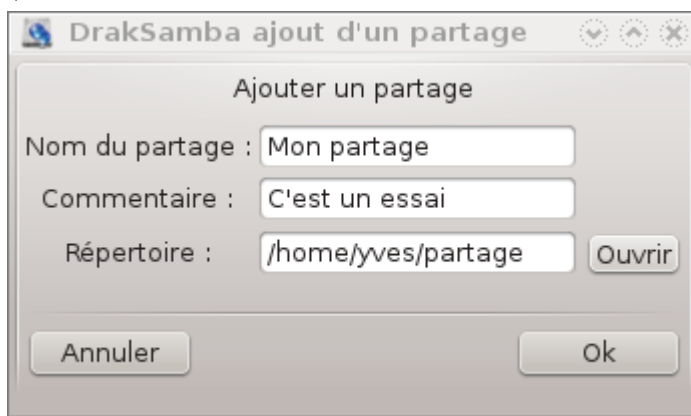 DrakSamba ajout d'un partage
Ajouter un partage
Nom du partage : Mon partage
Commentaire : C'est un essai
Répertoire : /home/yves/partage Ouvrir
Annuler Ok